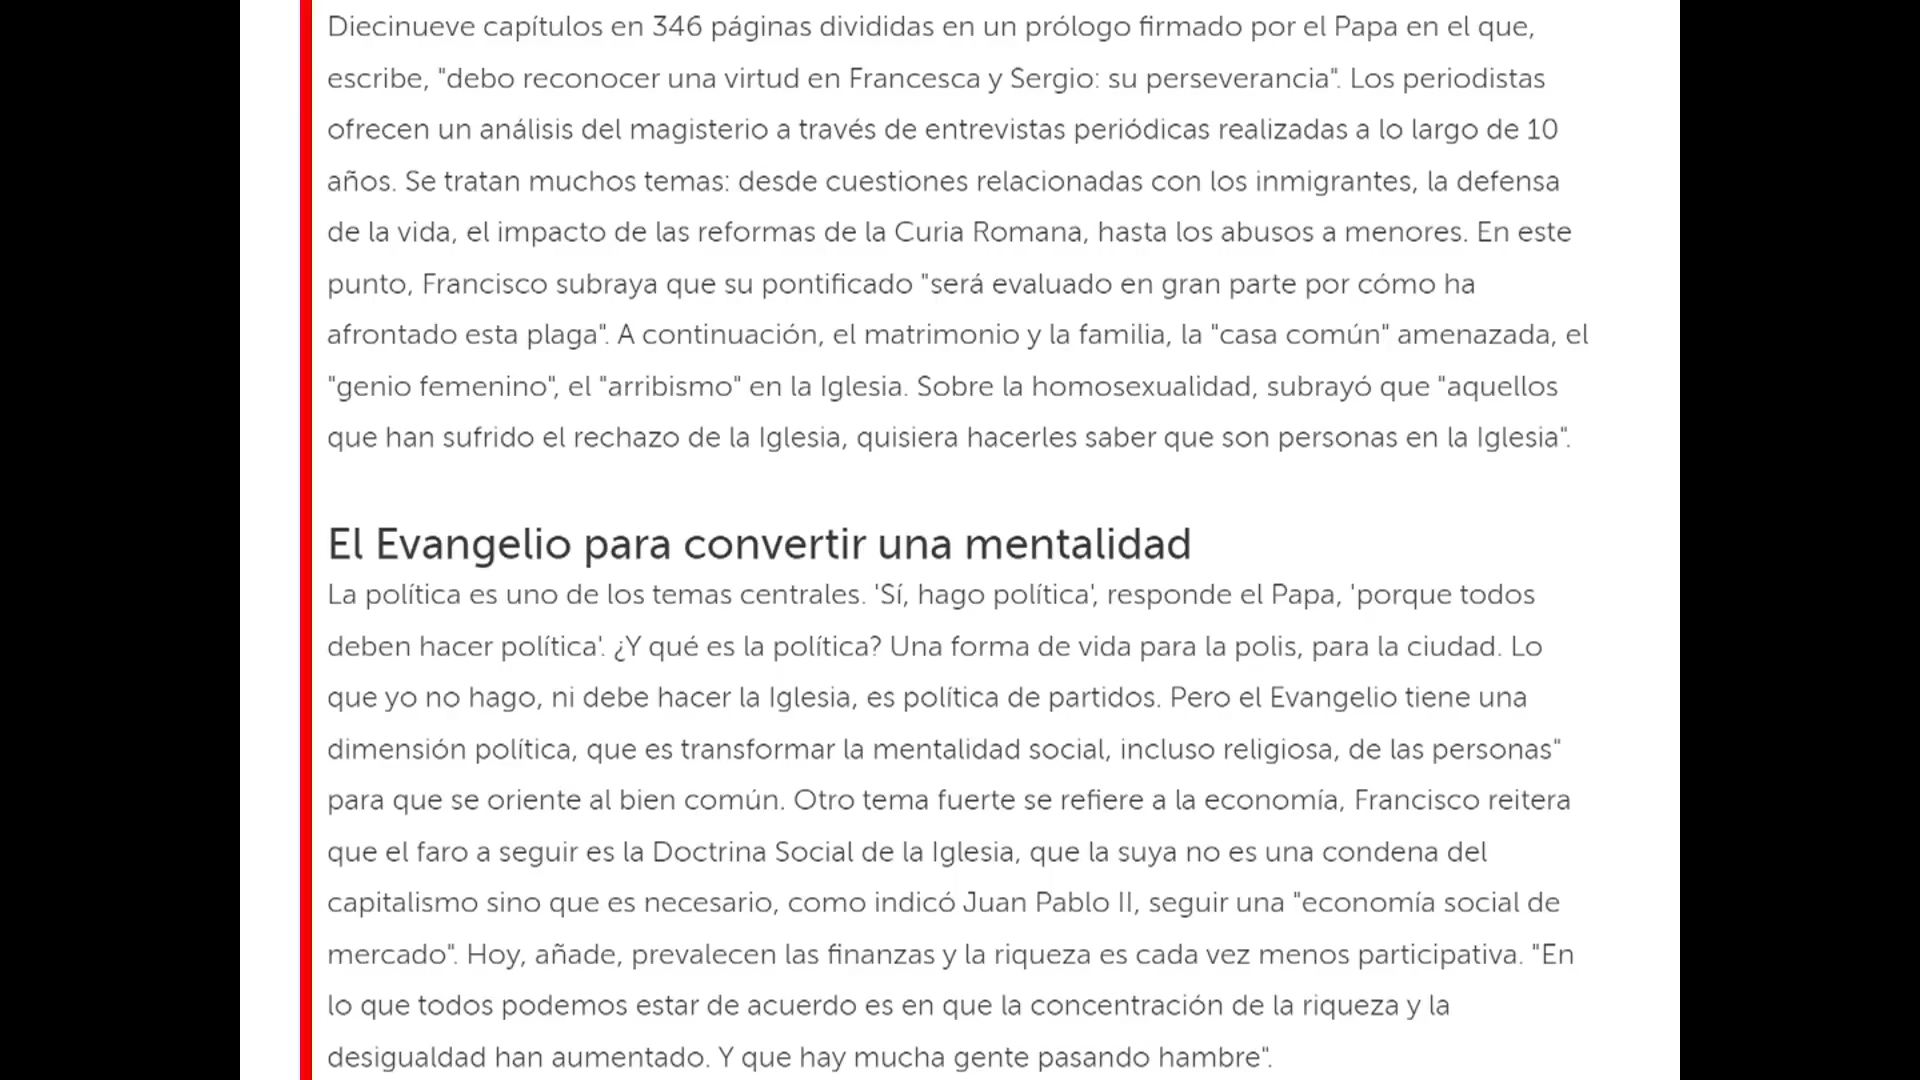 Diecinueve capítulos en 346 páginas divididas en un prólogo firmado por el Papa en el que,
escribe, "debo reconocer una virtud en Francesca y Sergio: su perseverancia". Los periodistas
ofrecen un análisis del magisterio a través de entrevistas periódicas realizadas a lo largo de 10
años. Se tratan muchos temas: desde cuestiones relacionadas con los inmigrantes, la defensa
de la vida, el impacto de las reformas de la Curia Romana, hasta los abusos a menores. En este
punto, Francisco subraya que su pontificado "será evaluado en gran parte por cómo ha
afrontado esta plaga". A continuación, el matrimonio y la familia, la "casa común" amenazada, el
"genio femenino", el "arribismo" en la Iglesia. Sobre la homosexualidad, subrayó que "aquellos
que han sufrido el rechazo de la Iglesia, quisiera hacerles saber que son personas en la Iglesia".
El Evangelio para convertir una mentalidad
La política es uno de los temas centrales. 'Sí, hago política', responde el Papa, 'porque todos
deben hacer política'. ¿Y qué es la política? Una forma de vida para la polis, para la ciudad. Lo
que yo no hago, ni debe hacer la Iglesia, es política de partidos. Pero el Evangelio tiene una
dimensión política, que es transformar la mentalidad social, incluso religiosa, de las personas"
para que se oriente al bien común. Otro tema fuerte se refiere a la economía, Francisco reitera
que el faro a seguir es la Doctrina Social de la Iglesia, que la suya no es una condena del
capitalismo sino que es necesario, como indicó Juan Pablo II, seguir una "economía social de
mercado". Hoy, añade, prevalecen las finanzas y la riqueza es cada vez menos participativa. "En
lo que todos podemos estar de acuerdo es en que la concentración de la riqueza y la
desigualdad han aumentado. Y que hay mucha gente pasando hambre".